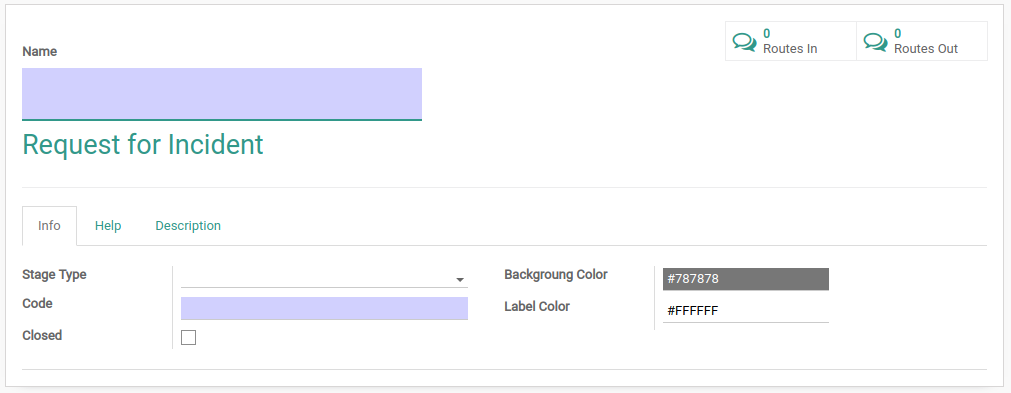 0
Routes In
0
Routes Out
Name
Request for Incident
Info
Help
Description
Stage Type
Backgroung Color
#787878
Code
Label Color
#FFFFFF
Closed